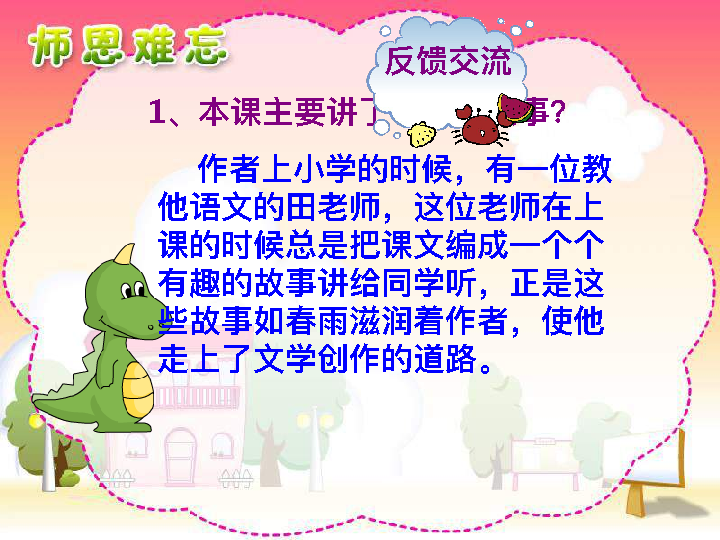 师恩难忘
反馈交流
1、本课主要讲了 事？
作者上小学的时候，有一位教
他语文的田老师，这位老师在上
课的时候总是把课文编成一个个
有趣的故事讲给同学听，正是这
些故事如春雨滋润着作者，使他
走上了文学创作的道路。